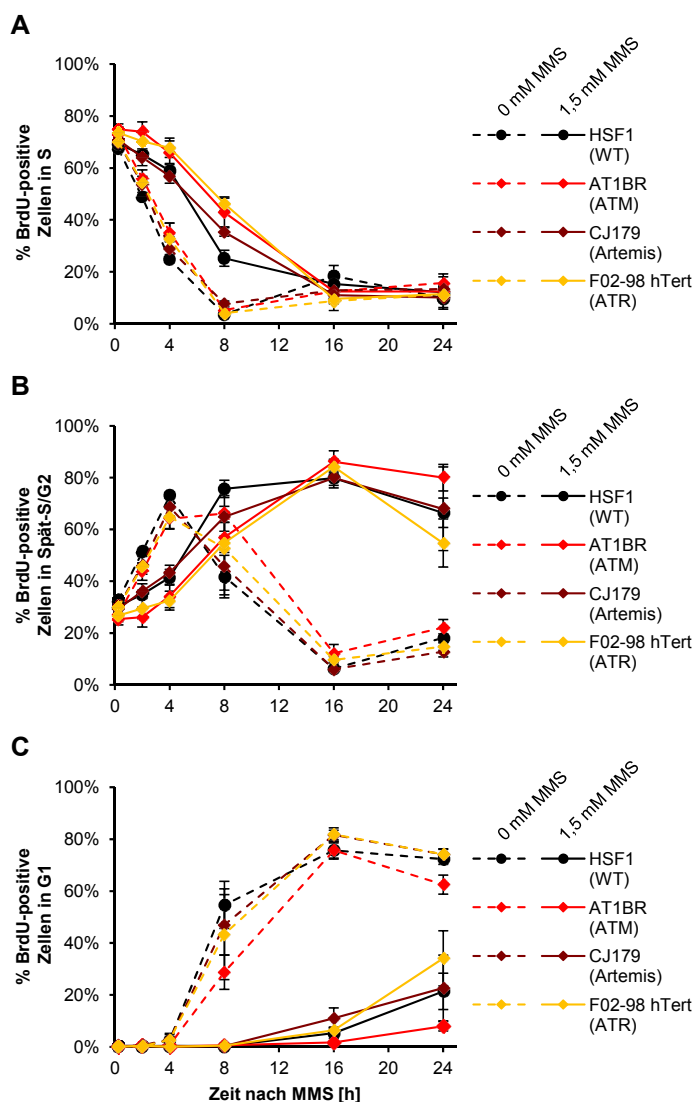 A
% BrdU-positive
Zellen in S
100%
80%
60%
40%
20%
0%
0 4 8 12 16 20 24
0 mM MMS
1,5 mM MMS
HSF1
(WT)
AT1BR
(ATM)
CJ179
(Artemis)
F02-98 hTert
(ATR)
B
% BrdU-positive
Zellen in Spät-S/G2
100%
80%
60%
40%
20%
0%
0 4 8 12 16 20 24
0 mM MMS
1,5 mM MMS
HSF1
(WT)
AT1BR
(ATM)
CJ179
(Artemis)
F02-98 hTert
(ATR)
C
% BrdU-positive
Zellen in G1
100%
80%
60%
40%
20%
0%
0 4 8 12 16 20 24
Zeit nach MMS [h]
0 mM MMS
1,5 mM MMS
HSF1
(WT)
AT1BR
(ATM)
CJ179
(Artemis)
F02-98 hTert
(ATR)